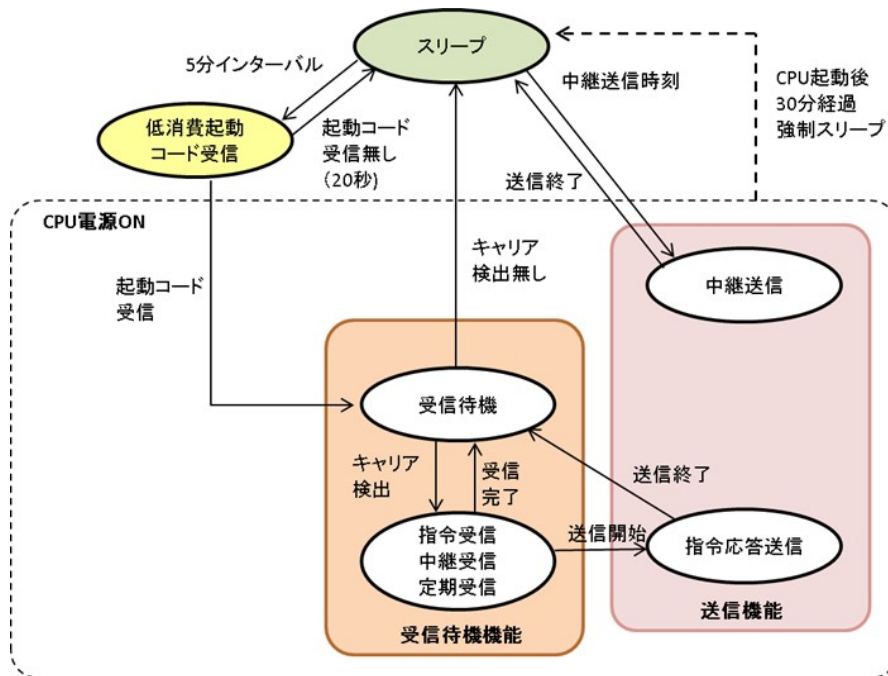 スリープ
5分インターバル
中継送信時刻
CPU起動後
30分経過
強制スリープ
低消費起動
コード受信
起動コード
受信無し
(20秒)
送信終了
CPU電源ON
起動コード
受信
キャリア
検出無し
中継送信
受信待機
キャリア
検出
受信
完了
送信終了
指令受信
中継受信
定期受信
送信開始
指令応答送信
受信待機機能
送信機能